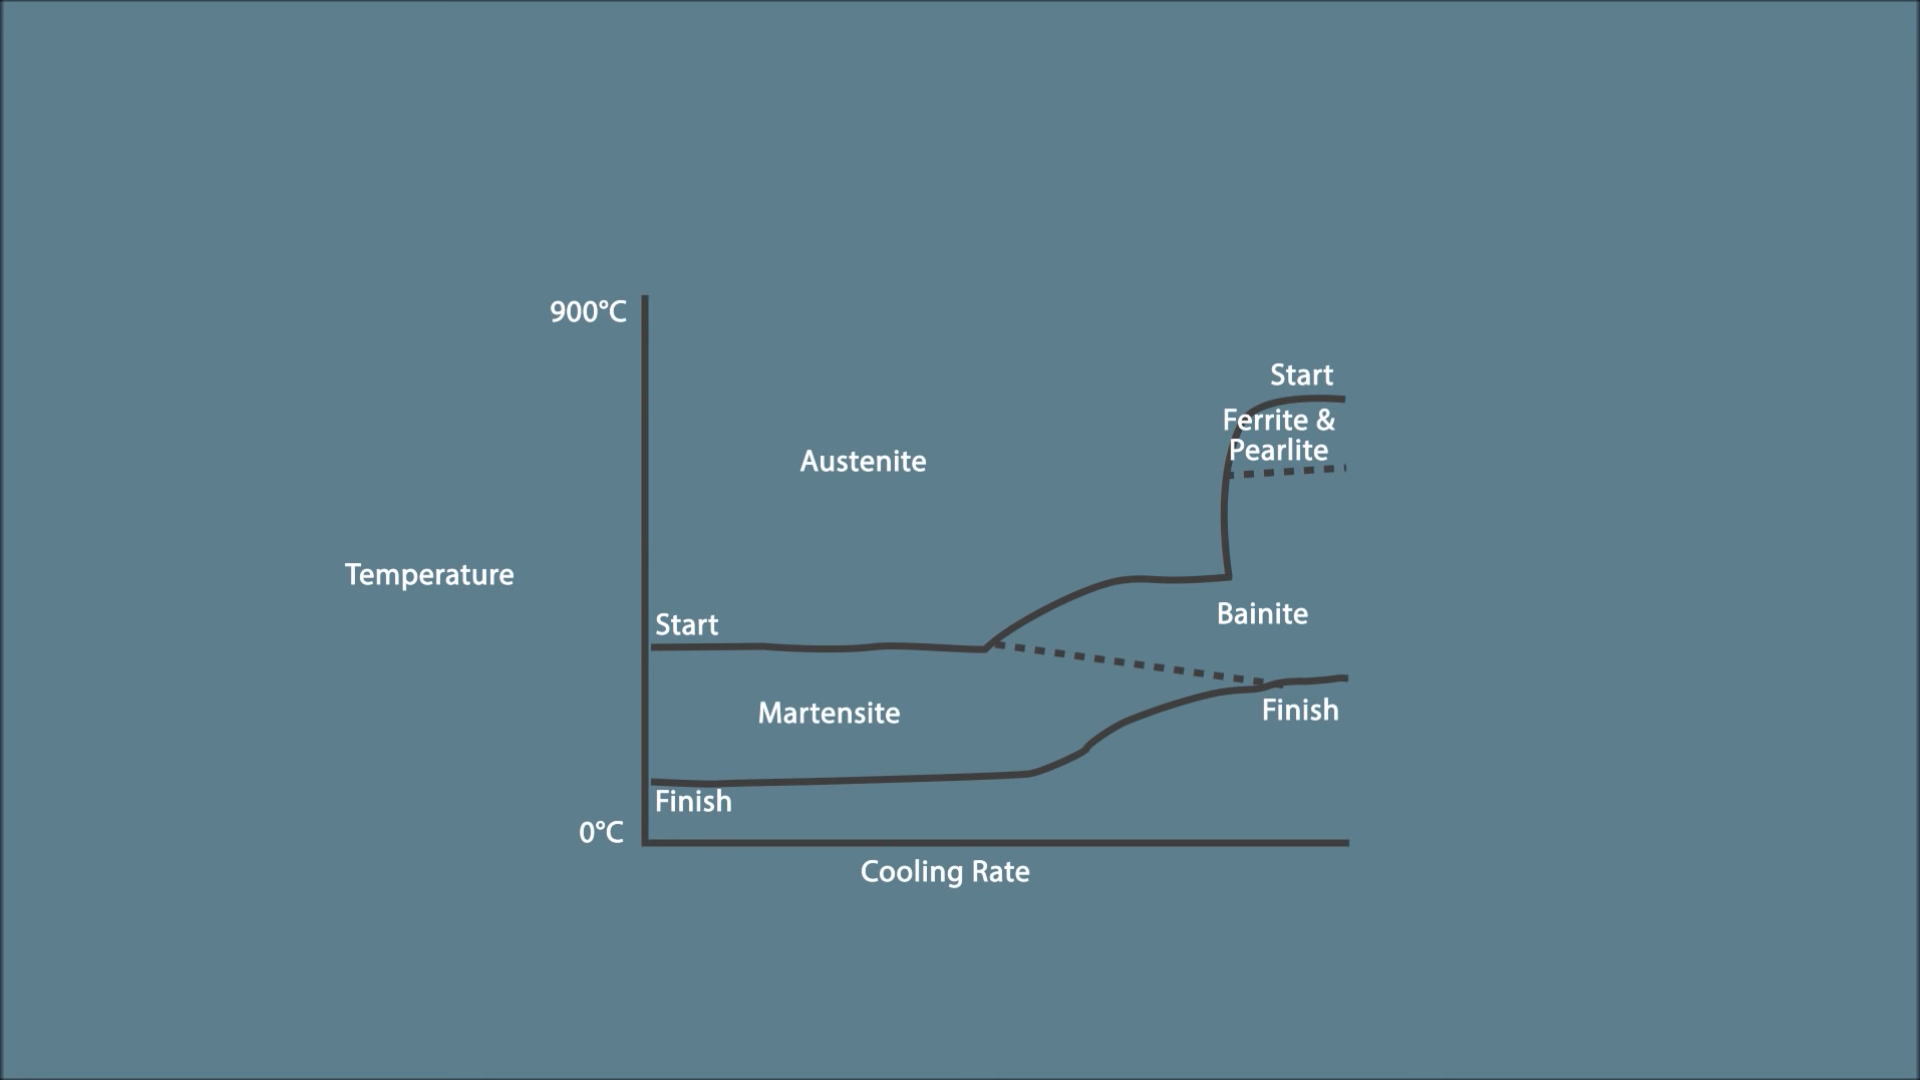 900°C
Start
Ferrite &
Pearlite
Austenite
Temperature
Bainite
Start
Martensite
Finish
Finish
0°C
Cooling Rate